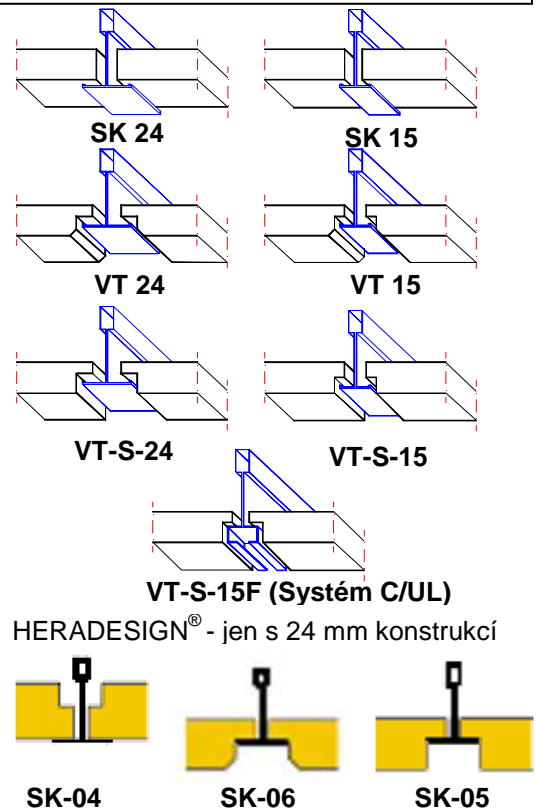 SK 24 SK 15
VT 24 VT 15
VT-S-24 VT-S-15
VT-S-15F (Systém C/UL)
HERADESIGN® - jen s 24 mm konstrukcí
SK-04 SK-06 SK-05